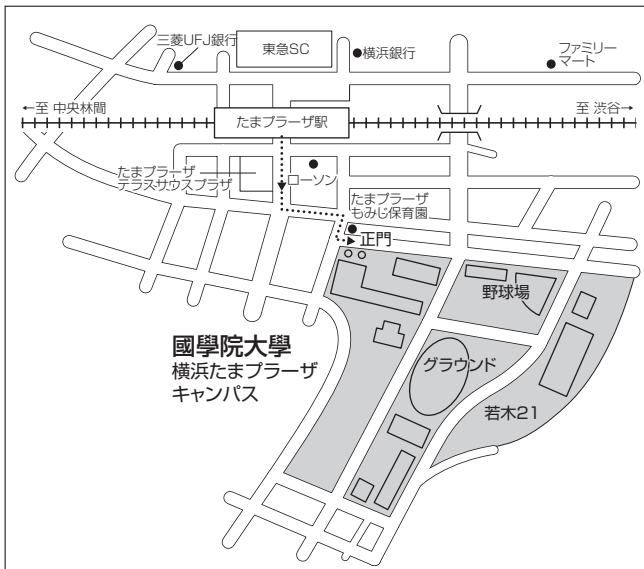 三菱UFJ銀行
東急SC
横浜銀行
ファミリー
マート
←至 中央林間
たまプラーザ駅
至 渋谷→
たまプラーザ
テラスサウスプラザ
ローソン
たまプラーザ
もみじ保育園
正門
野球場
國學院大學
横浜たまプラーザ
キャンパス
グラウンド
若木21